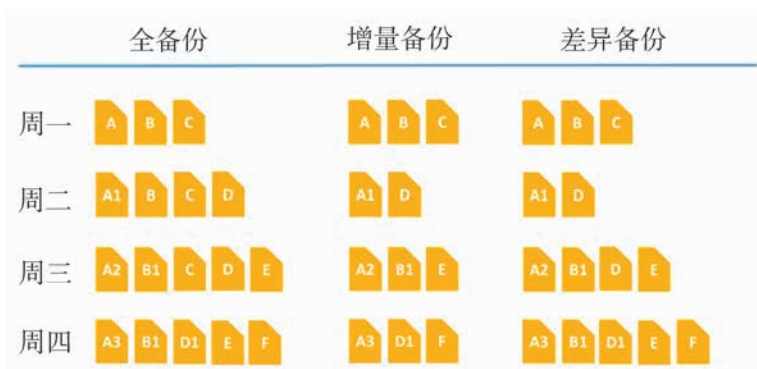 全备份 增量备份 差异备份
周一 A B C A B C A B C
周二 A1 B C D A1 D A1 D
周三 A2 B1 C D E A2 B1 E A2 B1 D E
周四 A3 B1 D1 E F A3 D1 F A3 B1 D1 E F